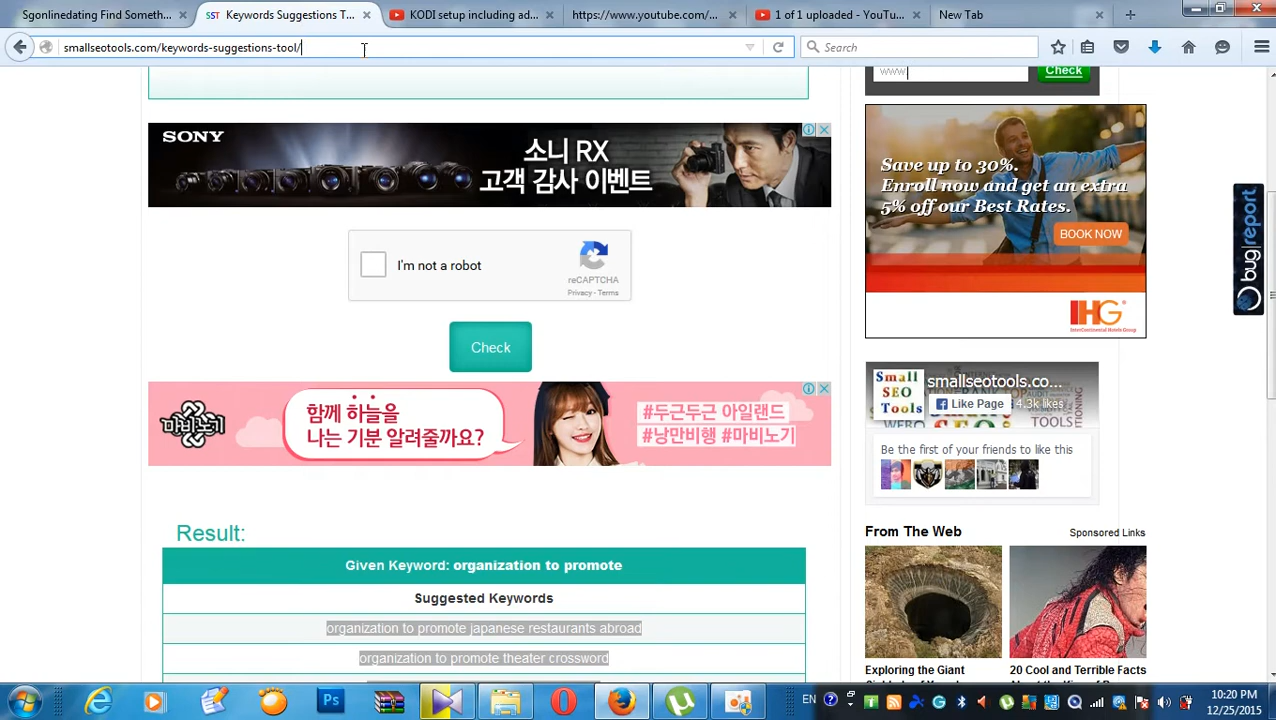 Sgonlinedating Find Someth...
SST Keywords Suggestions T...
KODI setup including ad...
https://www.youtube.com/...
1 of 1 uploaded - YouTu...
New Tab
smallseotools.com/keywords-suggestions-tool/
Search
www
Check
SONY
소니 RX
고객 감사 이벤트
Save up to 30%.
Enroll now and get an extra
5% off our Best Rates.
BOOK NOW
IHG
InterContinental Hotels Group
bug report
I'm not a robot
reCAPTCHA
Privacy - Terms
Check
마비노기
함께 하늘을
나는 기분 알려줄까요?
#두근두근 아일랜드
#낭만비행 #마비노기
Small
SEO
Tools
smallseotools.co...
Like Page
4.3k likes
Be the first of your friends to like this
Result:
Given Keyword: organization to promote
Suggested Keywords
organization to promote japanese restaurants abroad
organization to promote theater crossword
From The Web
Sponsored Links
Exploring the Giant
20 Cool and Terrible Facts
Ps
EN
10:20 PM
12/25/2015